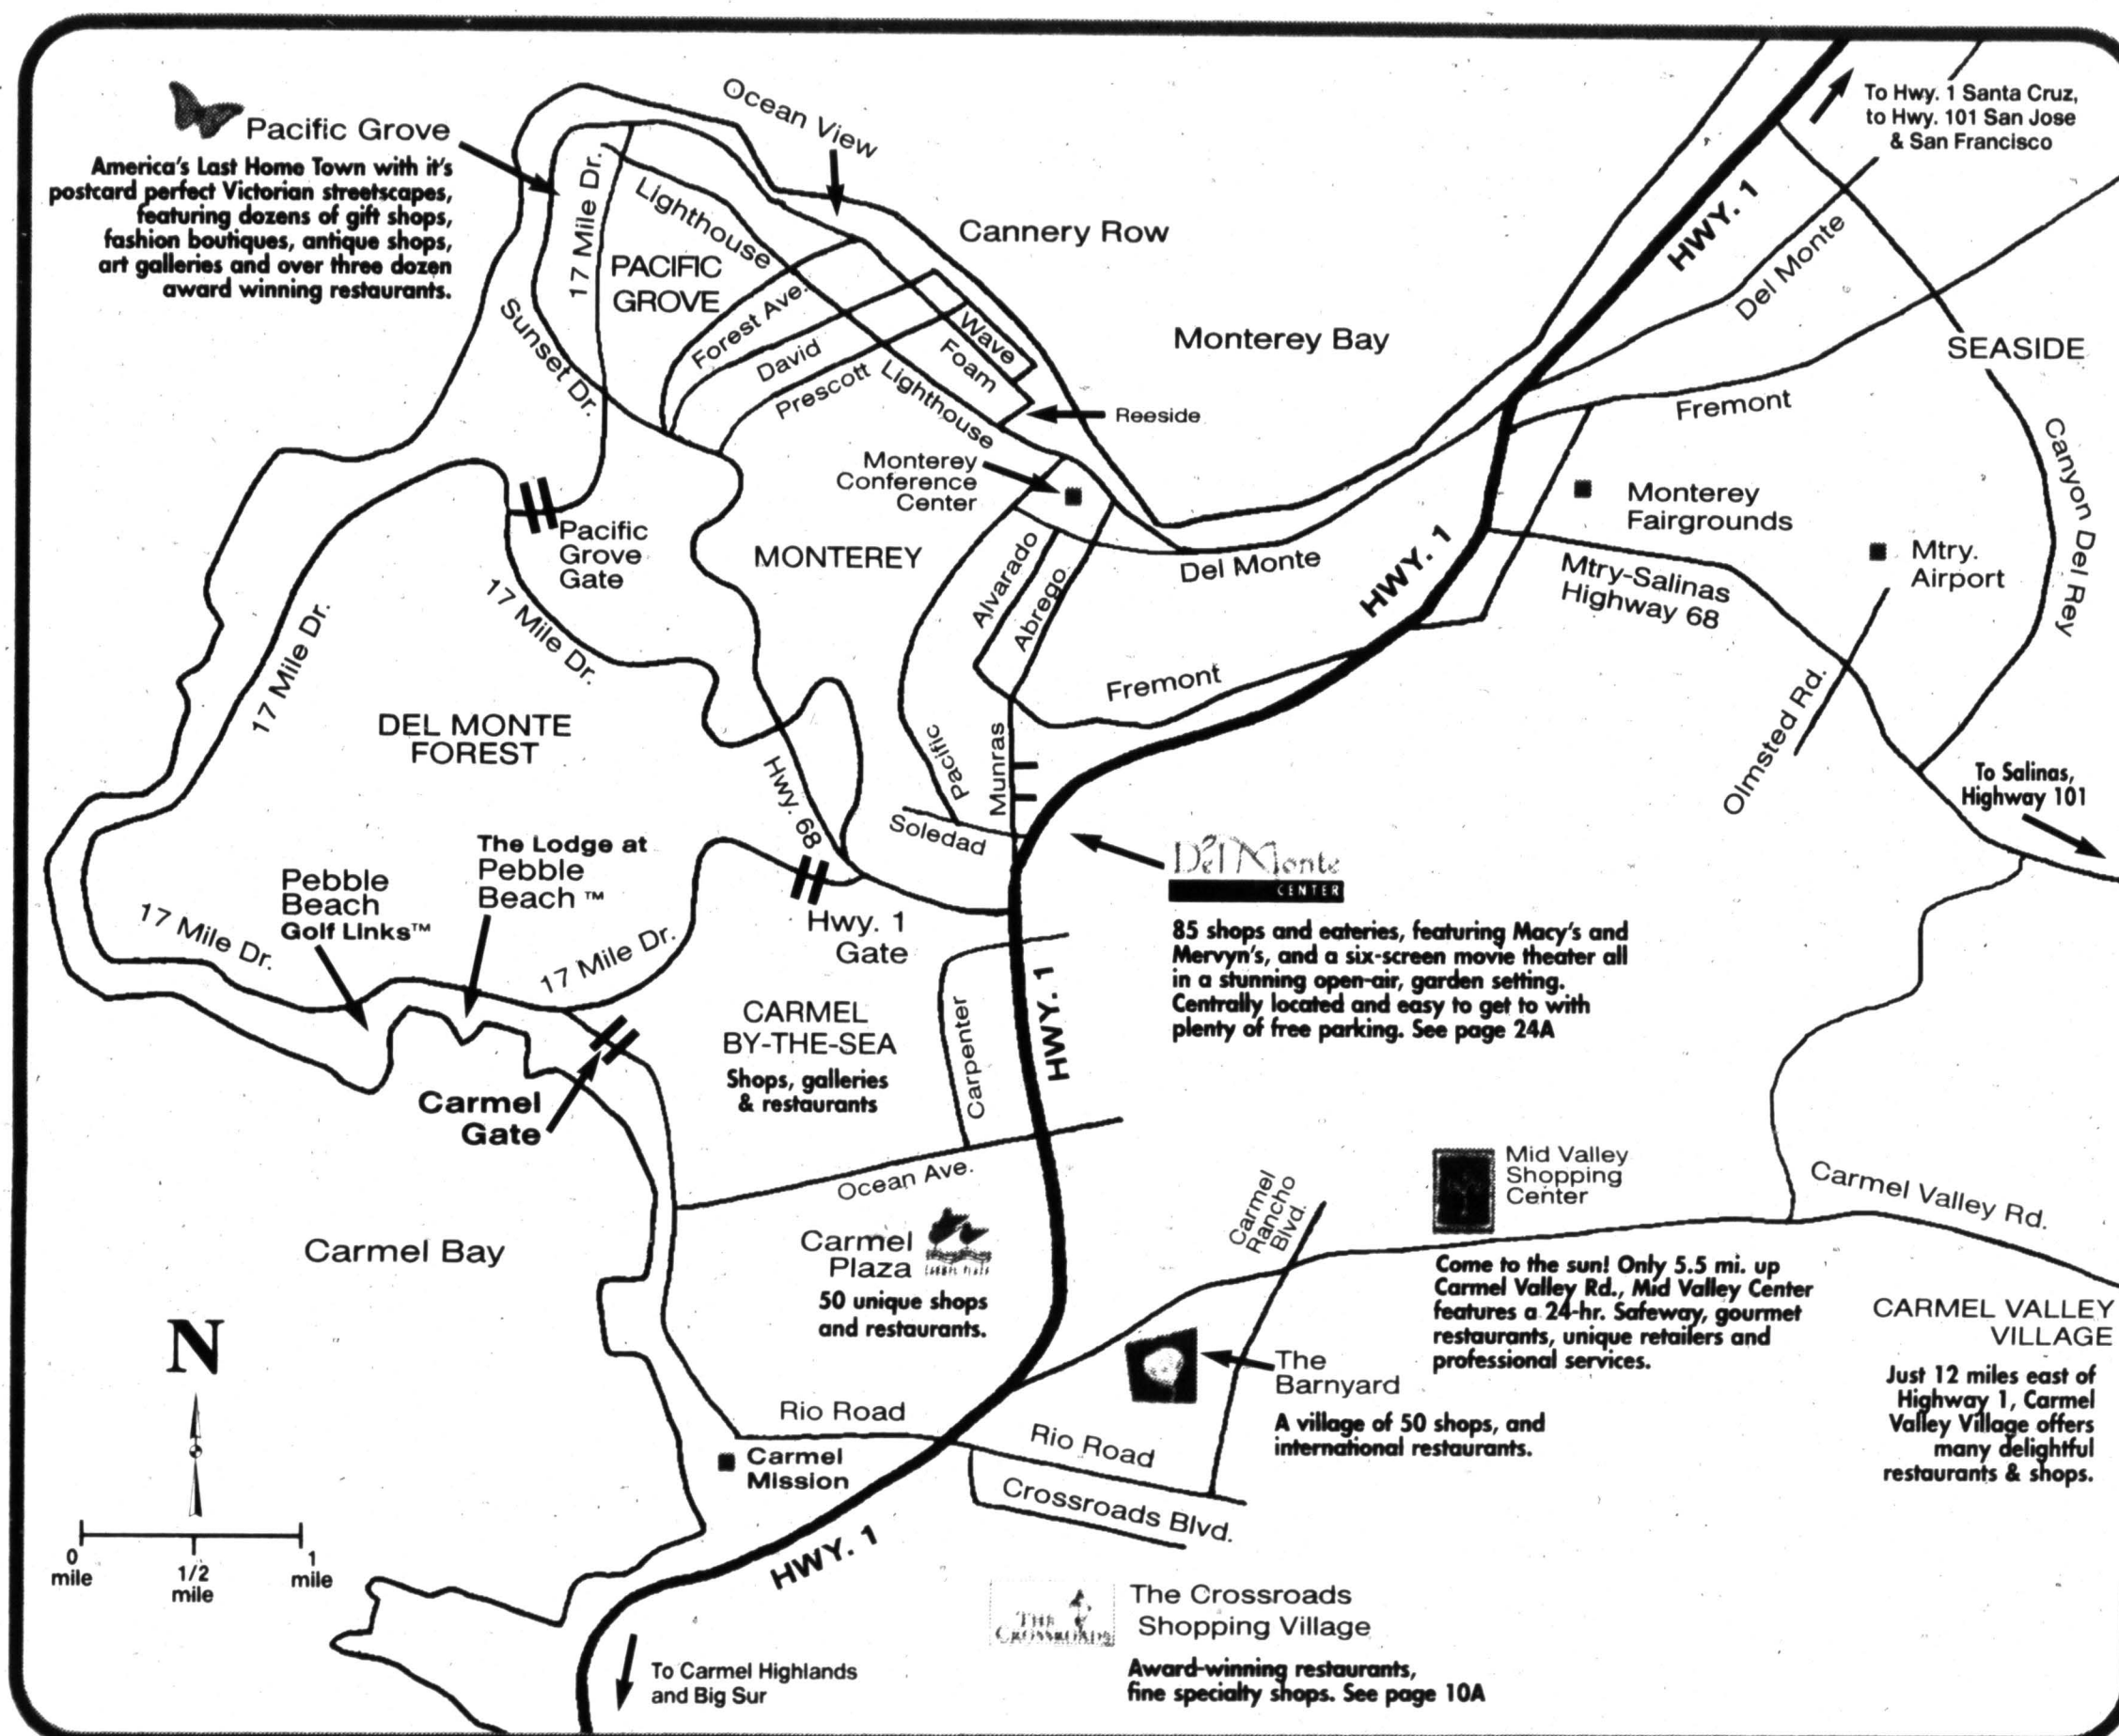 Pacific Grove
America's Last Home Town with it's
postcard perfect Victorian streetscapes,
featuring dozens of gift shops,
fashion boutiques, antique shops,
art galleries and over three dozen
award winning restaurants.
Ocean View
Cannery Row
Monterey Bay
To Hwy. 1 Santa Cruz,
to Hwy. 101 San Jose
& San Francisco
HWY. 1
Del Monte
SEASIDE
Fremont
Canyon Del Rey
17 Mile Dr.
Lighthouse
PACIFIC
GROVE
Sunset Dr.
Forest Ave.
David
Prescott
Lighthouse
Wave
Foam
Reeside
Monterey
Conference
Center
Monterey
Fairgrounds
Mtry.
Airport
Mtry-Salinas
Highway 68
Olmsted Rd.
To Salinas,
Highway 101
Pacific
Grove
Gate
MONTEREY
Alvarado
Abrego
Del Monte
HWY. 1
Fremont
17 Mile Dr.
17 Mile Dr.
DEL MONTE
FOREST
Hwy. 68
Pacific
Munras
Soledad
Del Monte
CENTER
85 shops and eateries, featuring Macy's and
Mervyn's, and a six-screen movie theater all
in a stunning open-air, garden setting.
Centrally located and easy to get to with
plenty of free parking. See page 24A
The Lodge at
Pebble
Beach ™
Pebble
Beach
Golf Links™
17 Mile Dr.
17 Mile Dr.
Hwy. 1
Gate
CARMEL
BY-THE-SEA
Shops, galleries
& restaurants
Carpenter
HWY. 1
Carmel
Gate
Ocean Ave.
Carmel Bay
Carmel
Plaza
50 unique shops
and restaurants.
Carmel
Rancho
Blvd.
Mid Valley
Shopping
Center
Come to the sun! Only 5.5 mi. up
Carmel Valley Rd., Mid Valley Center
features a 24-hr. Safeway, gourmet
restaurants, unique retailers and
professional services.
Carmel Valley Rd.
CARMEL VALLEY
VILLAGE
Just 12 miles east of
Highway 1, Carmel
Valley Village offers
many delightful
restaurants & shops.
The
Barnyard
A village of 50 shops, and
international restaurants.
Rio Road
Carmel
Mission
Rio Road
Crossroads Blvd.
HWY. 1
N
0
mile
1/2
mile
1
mile
To Carmel Highlands
and Big Sur
THE
CROSSROADS
The Crossroads
Shopping Village
Award-winning restaurants,
fine specialty shops. See page 10A